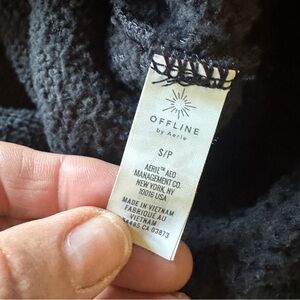 OFFLINE
by Aerie
S/P
AERIE™ AEO
MANAGEMENT CO.
NEW YORK, NY
10016 USA
MADE IN VIETNAM
FABRIQUÉ AU
VIETNAM
CA 03873